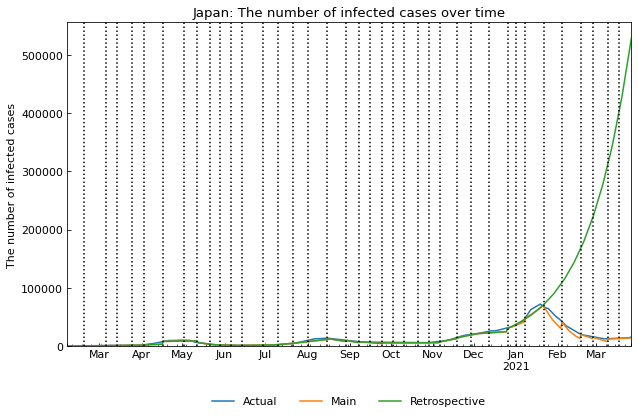 Japan: The number of infected cases over time
The number of infected cases
500000
400000
300000
200000
100000
0
Mar Apr May Jun Jul Aug Sep Oct Nov Dec Jan Feb Mar
2021
Actual Main Retrospective